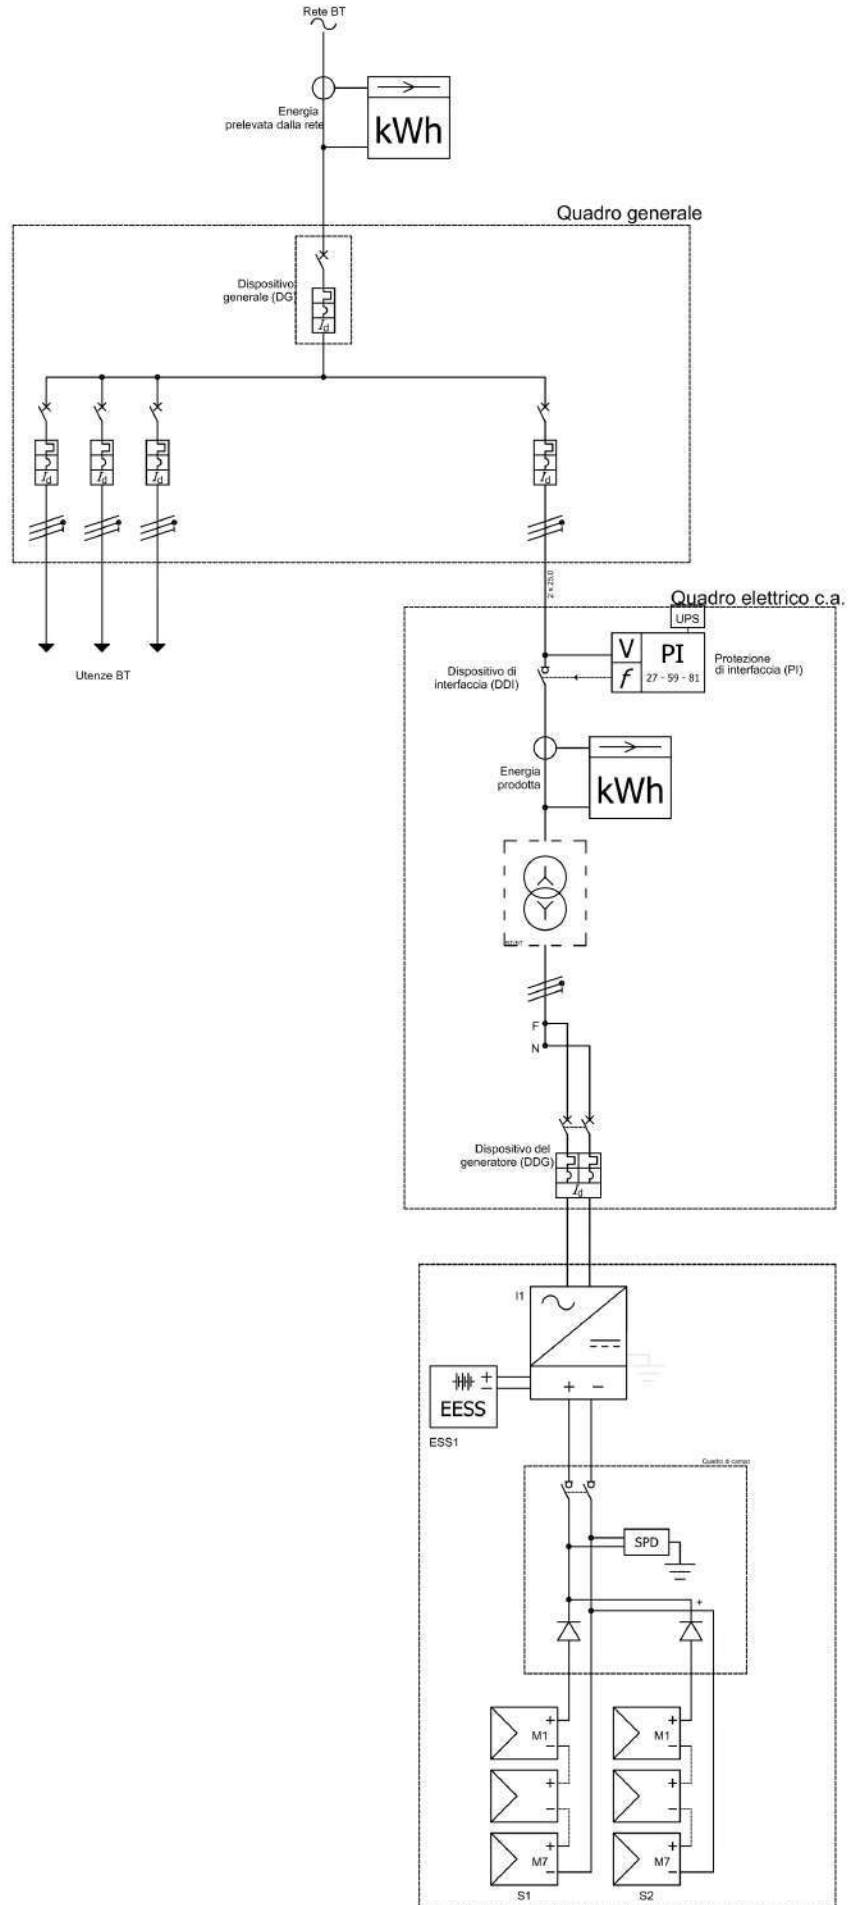 Rete BT
Energia
prelevata dalla rete
kWh
Quadro generale
Dispositivo
generale (DG)
Id
Id
Id
Id
Id
2 x 25.0
Utenze BT
Quadro elettrico c.a.
UPS
V
f
PI
27 - 59 - 81
Protezione
di interfaccia (PI)
Dispositivo di
interfaccia (DDI)
Energia
prodotta
kWh
F
N
Dispositivo del
generatore (DDG)
Id
I1
+ −
+
−
EESS
ESS1
Quadro di campo
SPD
+
+
M1
−
+
M1
−
+
−
+
−
+
M7
−
+
M7
−
S1
S2